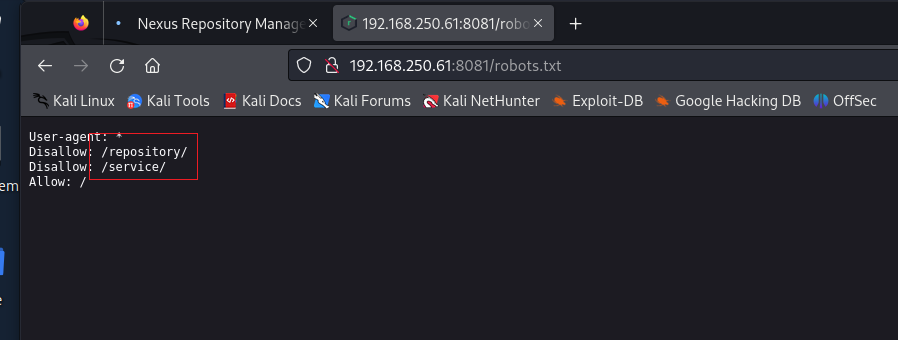 Nexus Repository Manage
192.168.250.61:8081/robo
192.168.250.61:8081/robots.txt
Kali Linux
Kali Tools
Kali Docs
Kali Forums
Kali NetHunter
Exploit-DB
Google Hacking DB
OffSec
User-agent: *
Disallow: /repository/
Disallow: /service/
Allow: /
em
e